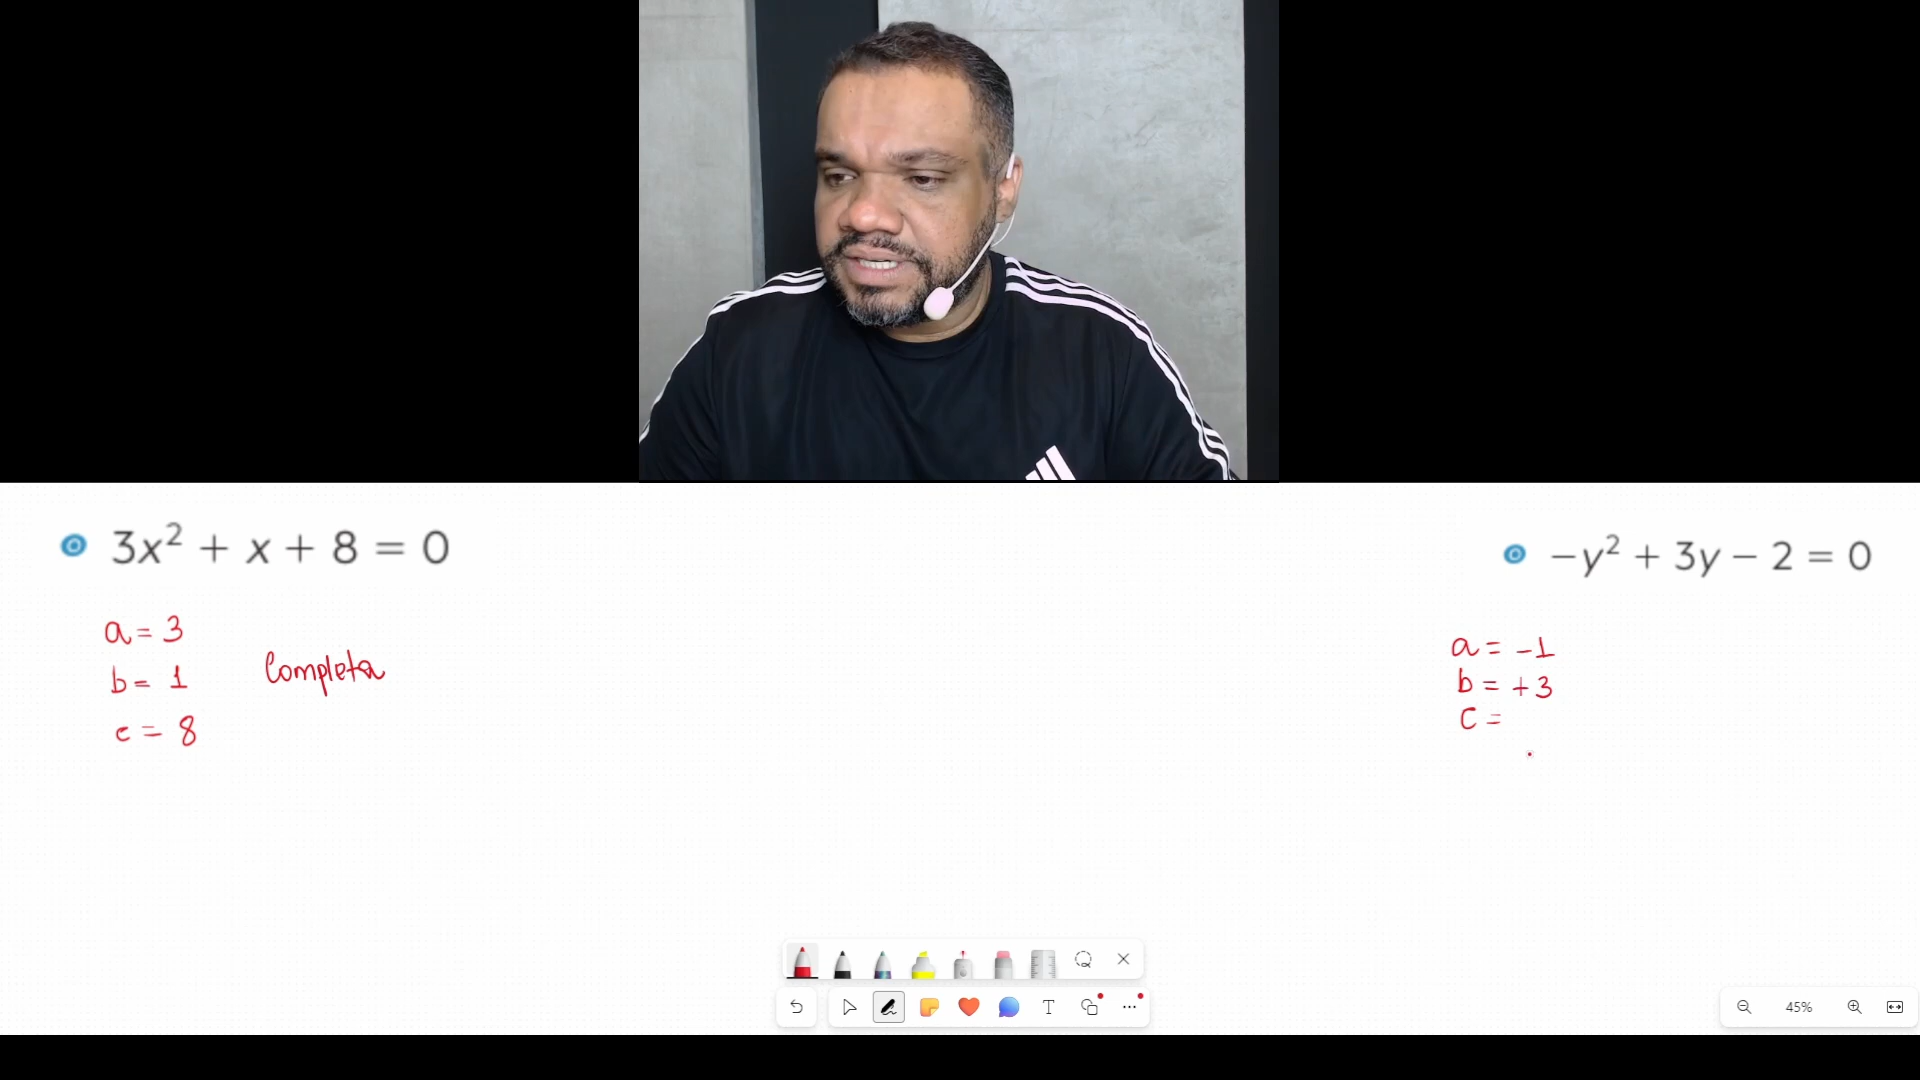 3x² + x + 8 = 0
a = 3
b = 1
c = 8
Completa
−y² + 3y − 2 = 0
a = -1
b = +3
C =
T
45%